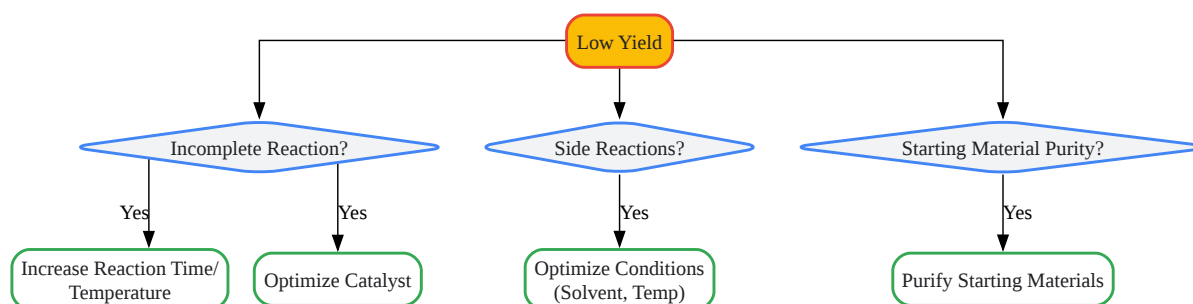 Low Yield
Incomplete Reaction?
Side Reactions?
Starting Material Purity?
Yes
Yes
Yes
Yes
Increase Reaction Time/
Temperature
Optimize Catalyst
Optimize Conditions
(Solvent, Temp)
Purify Starting Materials